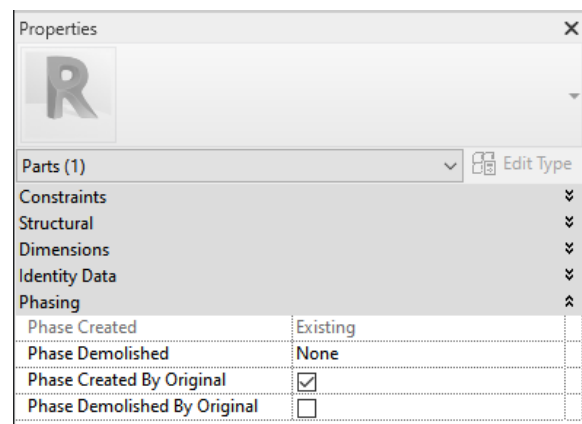 Properties
Parts (1)
Edit Type
Constraints
Structural
Dimensions
Identity Data
Phasing
Phase Created Existing
Phase Demolished None
Phase Created By Original
Phase Demolished By Original